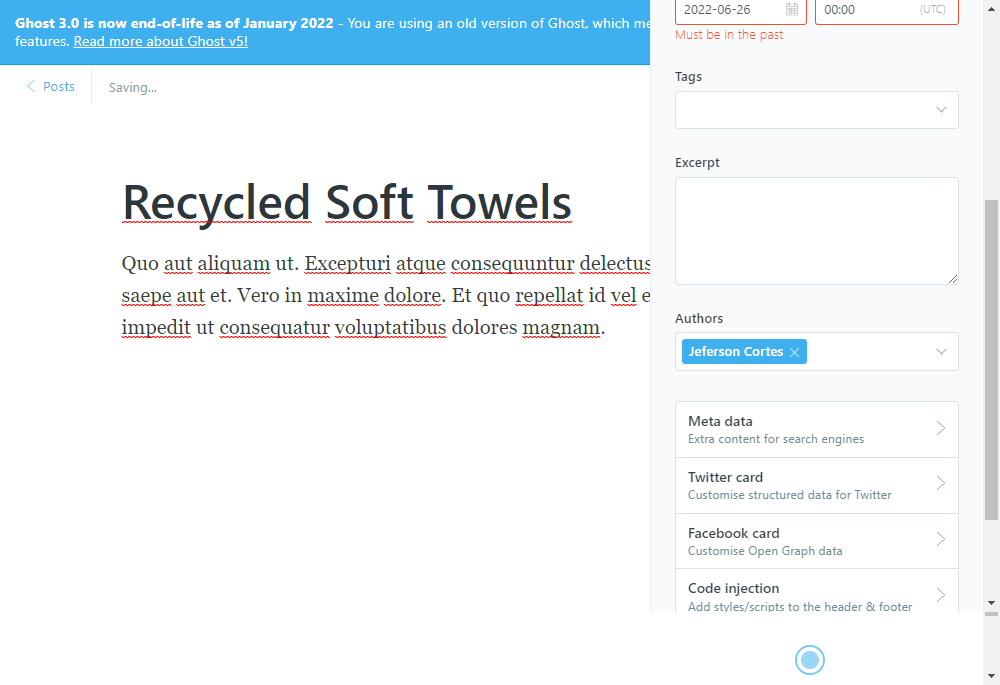 Ghost 3.0 is now end-of-life as of January 2022 - You are using an old version of Ghost, which me
features. Read more about Ghost v5!
Posts
Saving...
Recycled Soft Towels
Quo aut aliquam ut. Excepturi atque consequuntur delectus
saepe aut et. Vero in maxime dolore. Et quo repellat id vel e
impedit ut consequatur voluptatibus dolores magnam.
2022-06-26
00:00 (UTC)
Must be in the past
Tags
Excerpt
Authors
Jeferson Cortes
Meta data
Extra content for search engines
Twitter card
Customise structured data for Twitter
Facebook card
Customise Open Graph data
Code injection
Add styles/scripts to the header & footer